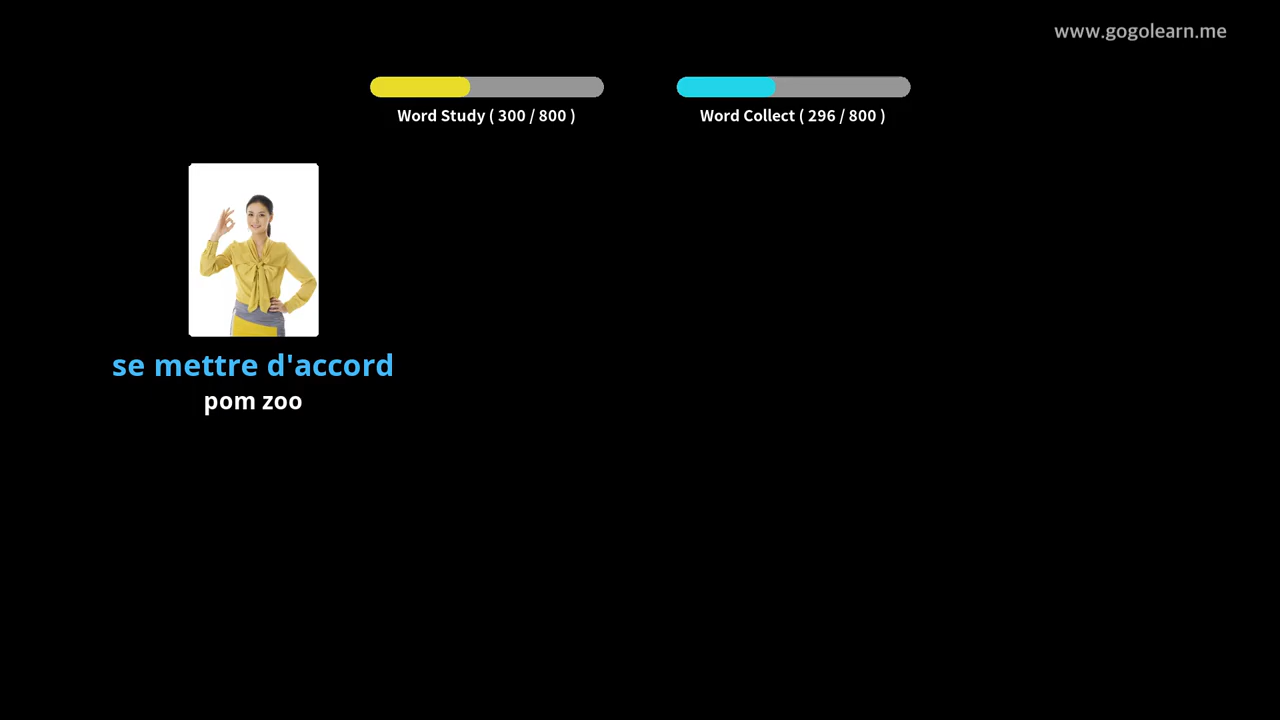 www.gogolearn.me
Word Study ( 300 / 800 )
Word Collect ( 296 / 800 )
se mettre d'accord
pom zoo